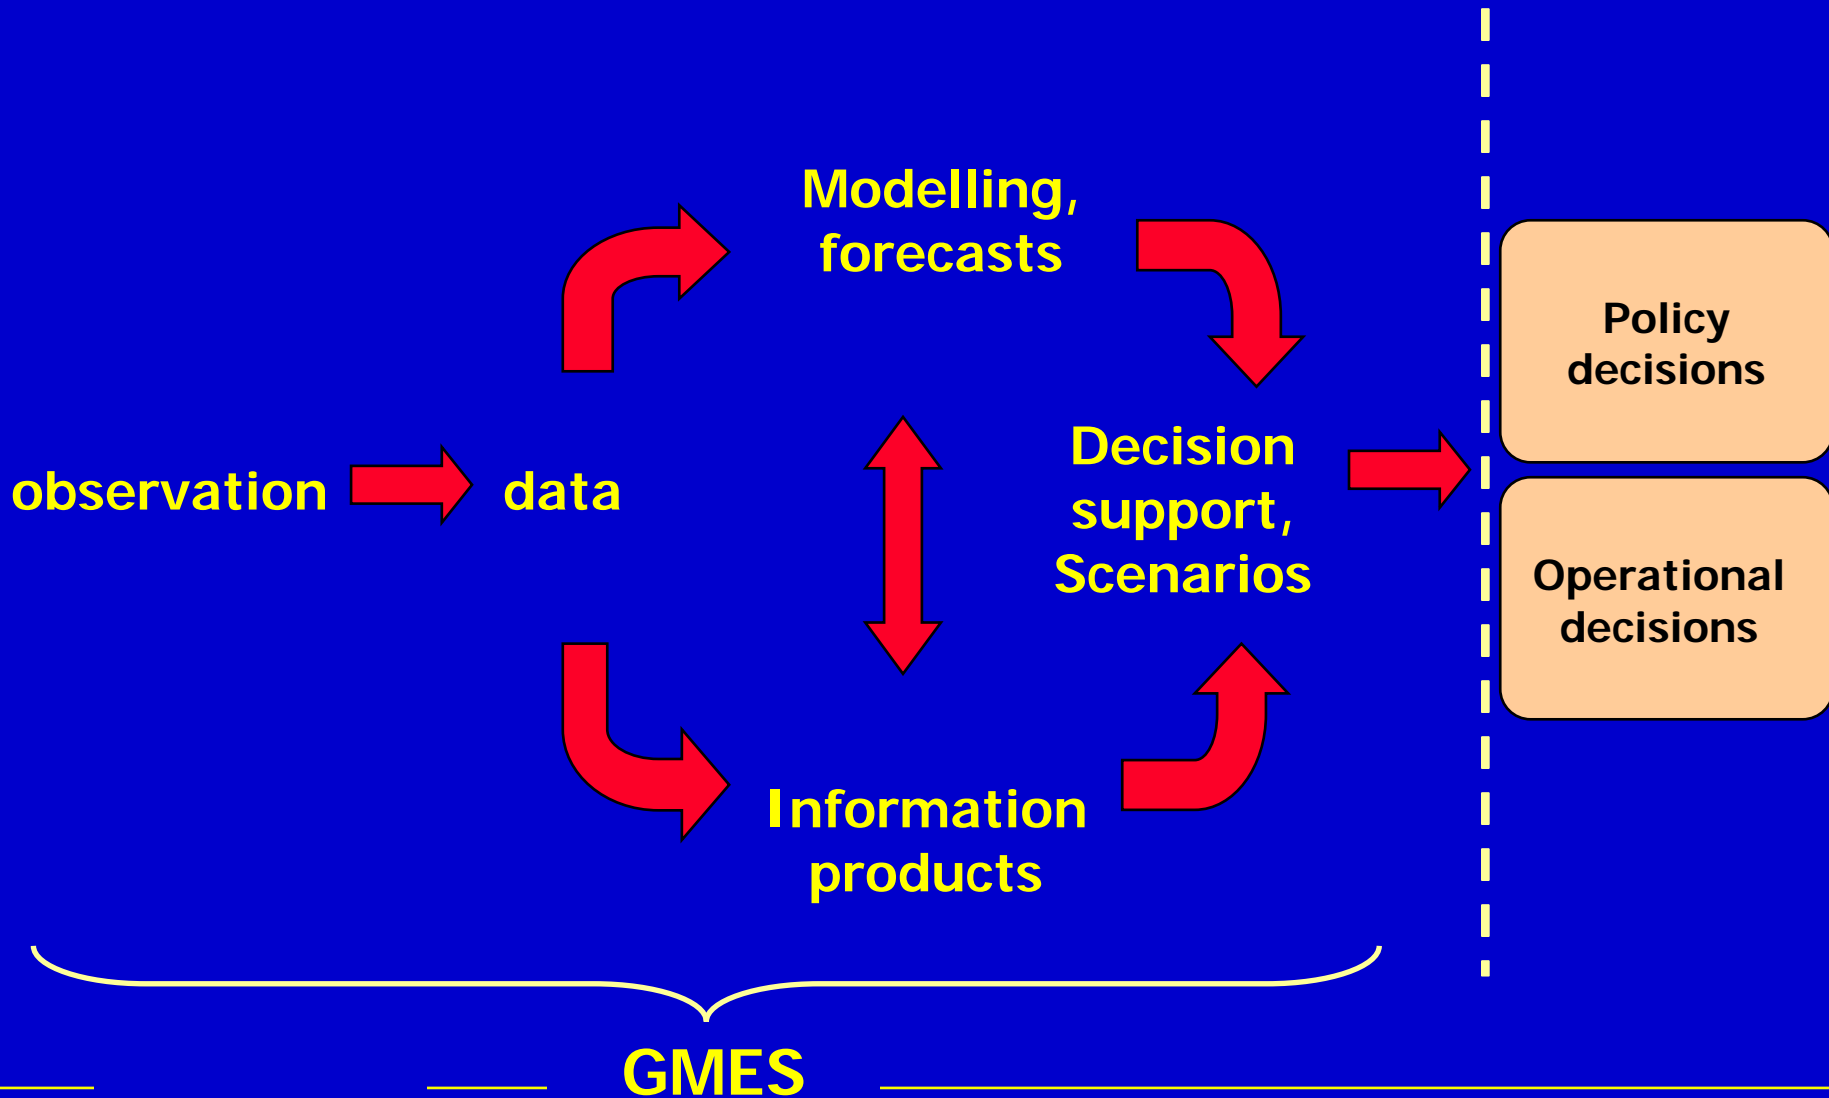 Modelling,
forecasts
observation
data
Decision
support,
Scenarios
Information
products
Policy
decisions
Operational
decisions
GMES